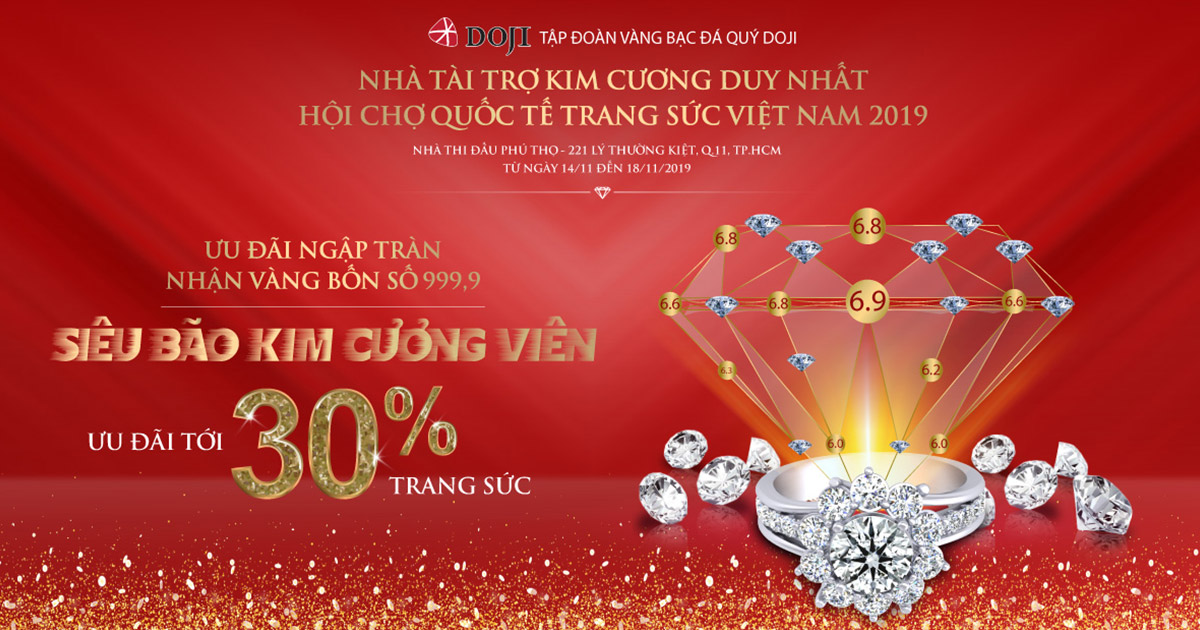 DOJI TẬP ĐOÀN VÀNG BẠC ĐÁ QUÝ DOJI
NHÀ TÀI TRỢ KIM CƯƠNG DUY NHẤT
HỘI CHỢ QUỐC TẾ TRANG SỨC VIỆT NAM 2019
NHÀ THI ĐẤU PHÚ THỌ - 221 LÝ THƯỜNG KIỆT, Q.11, TP.HCM
TỪ NGÀY 14/11 ĐẾN 18/11/2019
ƯU ĐÃI NGẬP TRÀN
NHẬN VÀNG BỐN SỐ 999,9
SIÊU BÃO KIM CƯƠNG VIÊN
ƯU ĐÃI TỚI 30%
TRANG SỨC
6.8 6.8
6.6 6.8 6.9 6.6
6.3 6.2
6.0 6.0